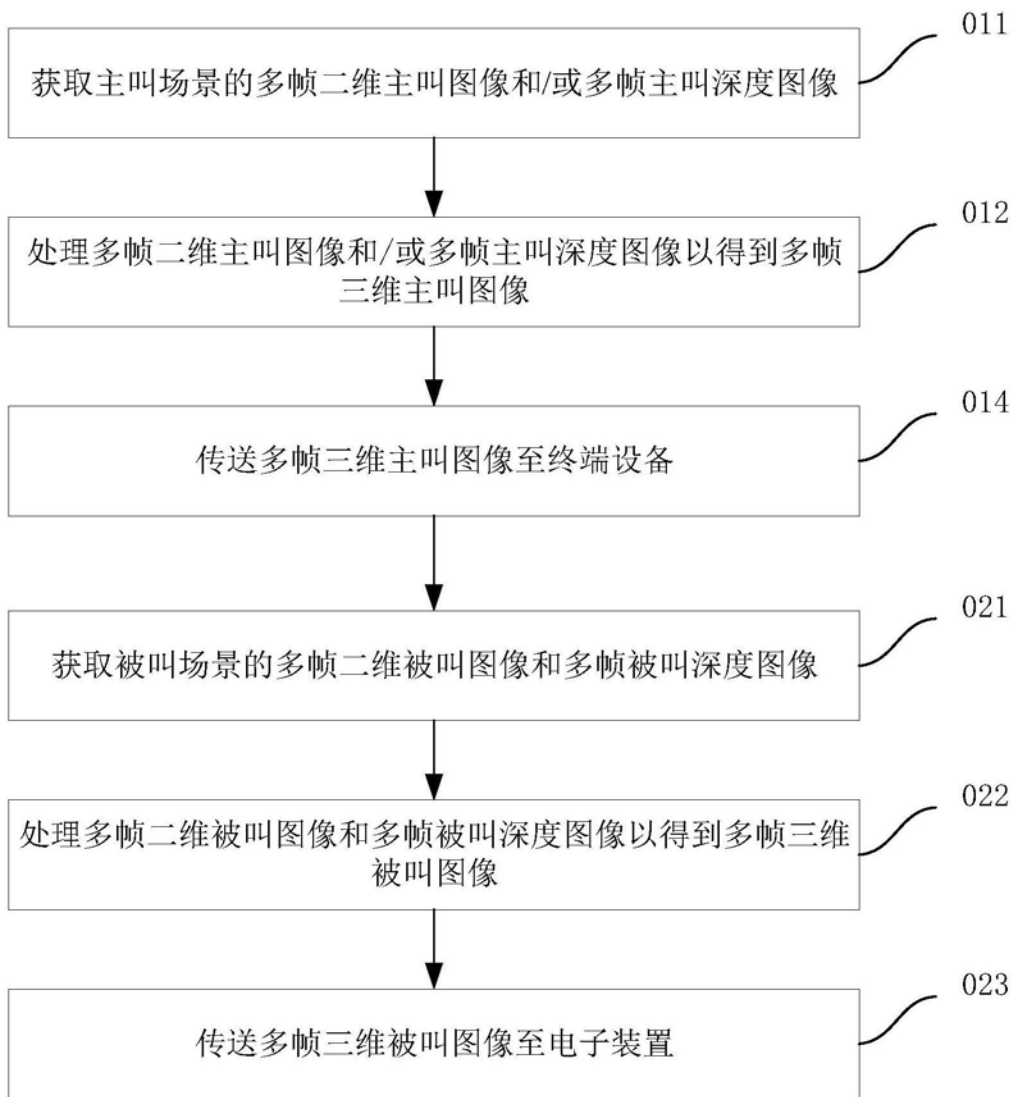 011
获取主叫场景的多帧二维主叫图像和/或多帧主叫深度图像
012
处理多帧二维主叫图像和/或多帧主叫深度图像以得到多帧
三维主叫图像
014
传送多帧三维主叫图像至终端设备
021
获取被叫场景的多帧二维被叫图像和多帧被叫深度图像
022
处理多帧二维被叫图像和多帧被叫深度图像以得到多帧三维
被叫图像
023
传送多帧三维被叫图像至电子装置